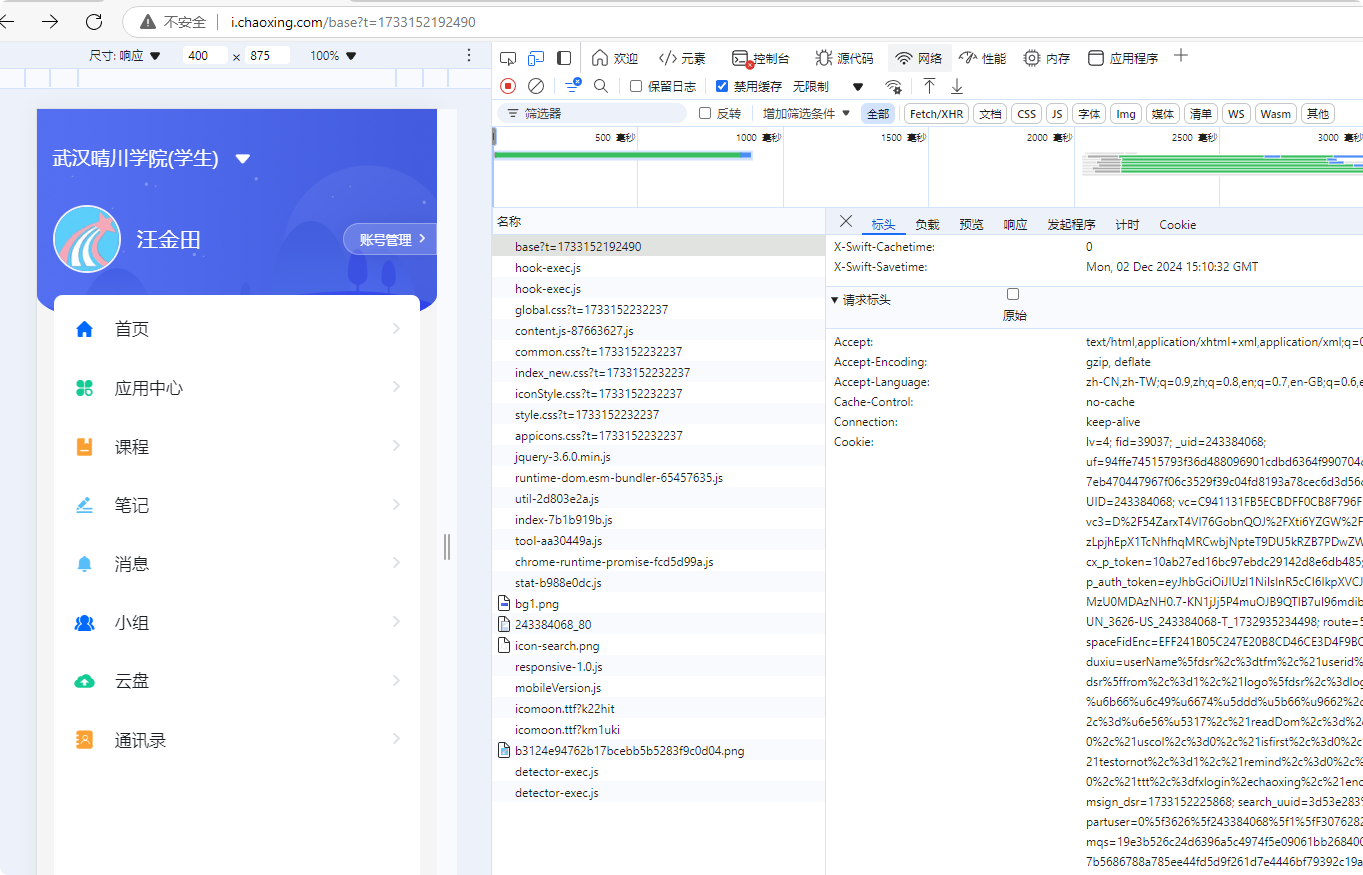 不安全 i.chaoxing.com/base?t=1733152192490
尺寸: 响应 400 × 875 100%
武汉晴川学院(学生)
汪金田
账号管理
首页
应用中心
课程
笔记
消息
小组
云盘
通讯录
欢迎 元素 控制台 源代码 网络 性能 内存 应用程序
保留日志 禁用缓存 无限制
筛选器 反转 增加筛选条件 全部 Fetch/XHR 文档 CSS JS 字体 Img 媒体 清单 WS Wasm 其他
500 毫秒 1000 毫秒 1500 毫秒 2000 毫秒 2500 毫秒 3000 毫秒
名称
base?t=1733152192490
hook-exec.js
hook-exec.js
global.css?t=1733152232237
content.js-87663627.js
common.css?t=1733152232237
index_new.css?t=1733152232237
iconStyle.css?t=1733152232237
style.css?t=1733152232237
appicons.css?t=1733152232237
jquery-3.6.0.min.js
runtime-dom.esm-bundler-65457635.js
util-2d803e2a.js
index-7b1b919b.js
tool-aa30449a.js
chrome-runtime-promise-fcd5d99a.js
stat-b988e0dc.js
bg1.png
243384068_80
icon-search.png
responsive-1.0.js
mobileVersion.js
icomoon.ttf?k22hit
icomoon.ttf?km1uki
b3124e94762b17bcebb5b5283f9c0d04.png
detector-exec.js
detector-exec.js
标头 负载 预览 响应 发起程序 计时 Cookie
X-Swift-Cachetime: 0
X-Swift-Savetime: Mon, 02 Dec 2024 15:10:32 GMT
请求标头
原始
Accept: text/html,application/xhtml+xml,application/xml;q=0
Accept-Encoding: gzip, deflate
Accept-Language: zh-CN,zh-TW;q=0.9,zh;q=0.8,en;q=0.7,en-GB;q=0.6,e
Cache-Control: no-cache
Connection: keep-alive
Cookie: lv=4; fid=39037; _uid=243384068;
uf=94ffe74515793f36d488096901cdbd6364f990704
7eb470447967f06c3529f39c04fd8193a78cec6d3d56
UID=243384068; vc=C941131FB5ECBDFF0CB8F796F
vc3=D%2F54ZarxT4Vl76GobnQOJ%2FXti6YZGW%2F
zLpjhEpX1TcNhfhqMRCwbjNpteT9DU5kRZB7PDwZW
cx_p_token=10ab27ed16bc97ebdc29142d8e6db485;
p_auth_token=eyJhbGciOiJIUzI1NiIsInR5cCI6IkpXVCJ
MzU0MDAzNH0.7-KN1jJj5P4muOJB9QTIB7uI96mdib
UN_3626-US_243384068-T_1732935234498; route=5
spaceFidEnc=EFF241B05C247E20B8CD46CE3D4F9BC
duxiu=userName%5fdsr%2c%3dtfm%2c%21userid%
dsr%5ffrom%2c%3d1%2c%21logo%5fdsr%2c%3dlog
%u6b66%u6c49%u6674%u5ddd%u5b66%u9662%2c
2c%3d%u6e56%u5317%2c%21readDom%2c%3d%2
0%2c%21uscol%2c%3d0%2c%21isfirst%2c%3d0%2c
21testornot%2c%3d1%2c%21remind%2c%3d0%2c%
0%2c%21ttt%2c%3dfxlogin%2echaoxing%2c%21enc
msign_dsr=1733152225868; search_uuid=3d53e283%
partuser=0%5f3626%5f243384068%5f1%5fF3076282
mqs=19e3b526c24d6396a5c4974f5e09061bb268400
7b5686788a785ee44fd5d9f261d7e4446bf79392c19a